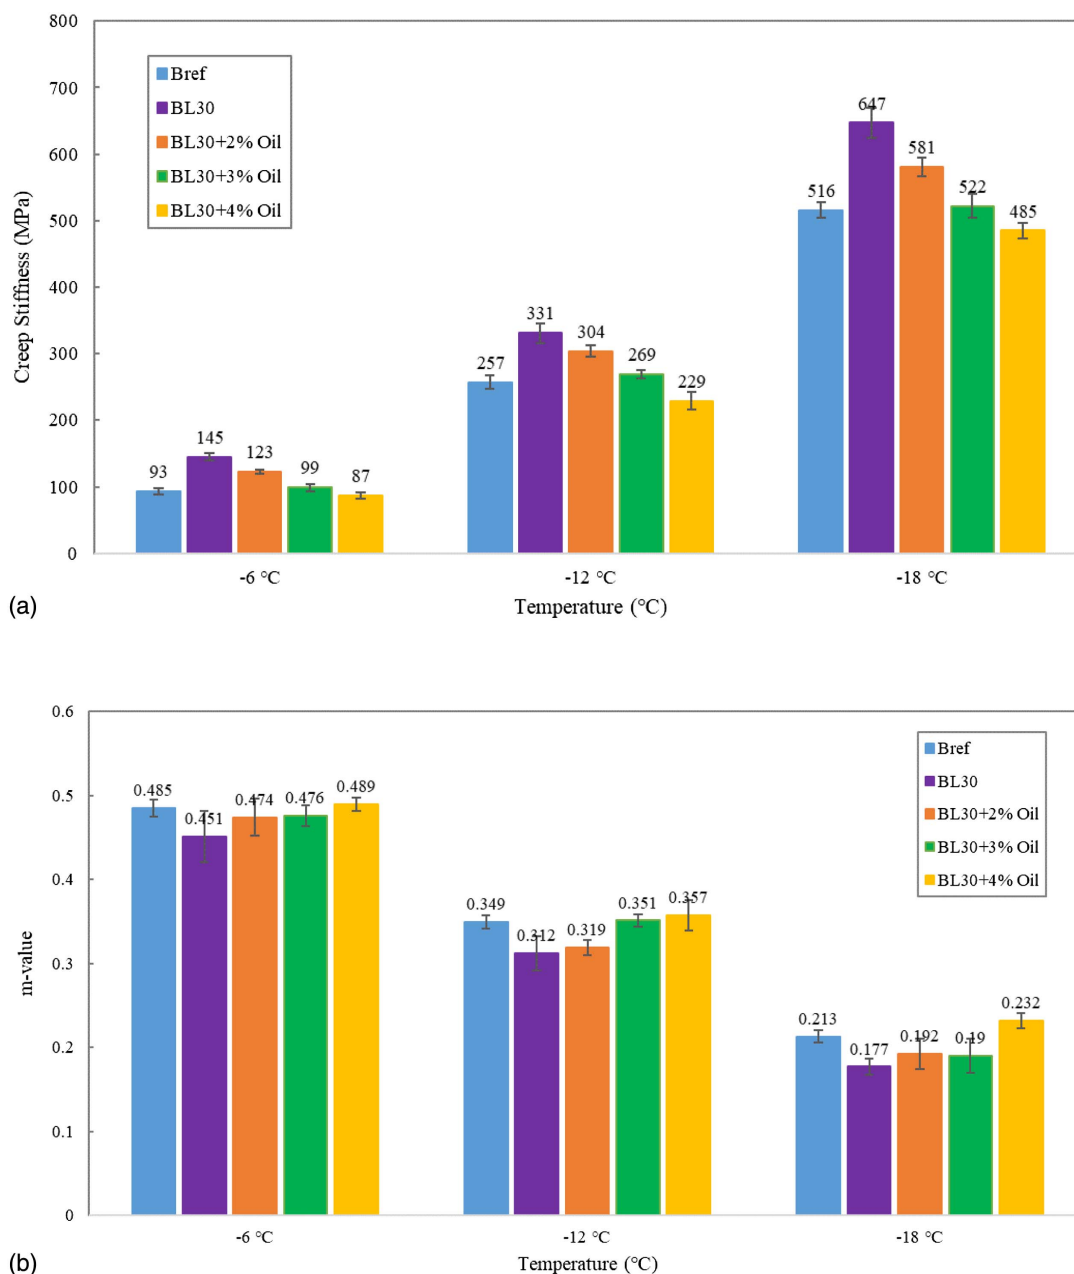 800
700
600
500
400
300
200
100
0
Creep Stiffness (MPa)
Bref
BL30
BL30+2% Oil
BL30+3% Oil
BL30+4% Oil
93
145
123
99
87
257
331
304
269
229
516
647
581
522
485
-6 °C
-12 °C
-18 °C
Temperature (°C)
(a)
0.6
0.5
0.4
0.3
0.2
0.1
0
m-value
Bref
BL30
BL30+2% Oil
BL30+3% Oil
BL30+4% Oil
0.485
0.451
0.474
0.476
0.489
0.349
0.312
0.319
0.351
0.357
0.213
0.177
0.192
0.19
0.232
-6 °C
-12 °C
-18 °C
Temperature (°C)
(b)